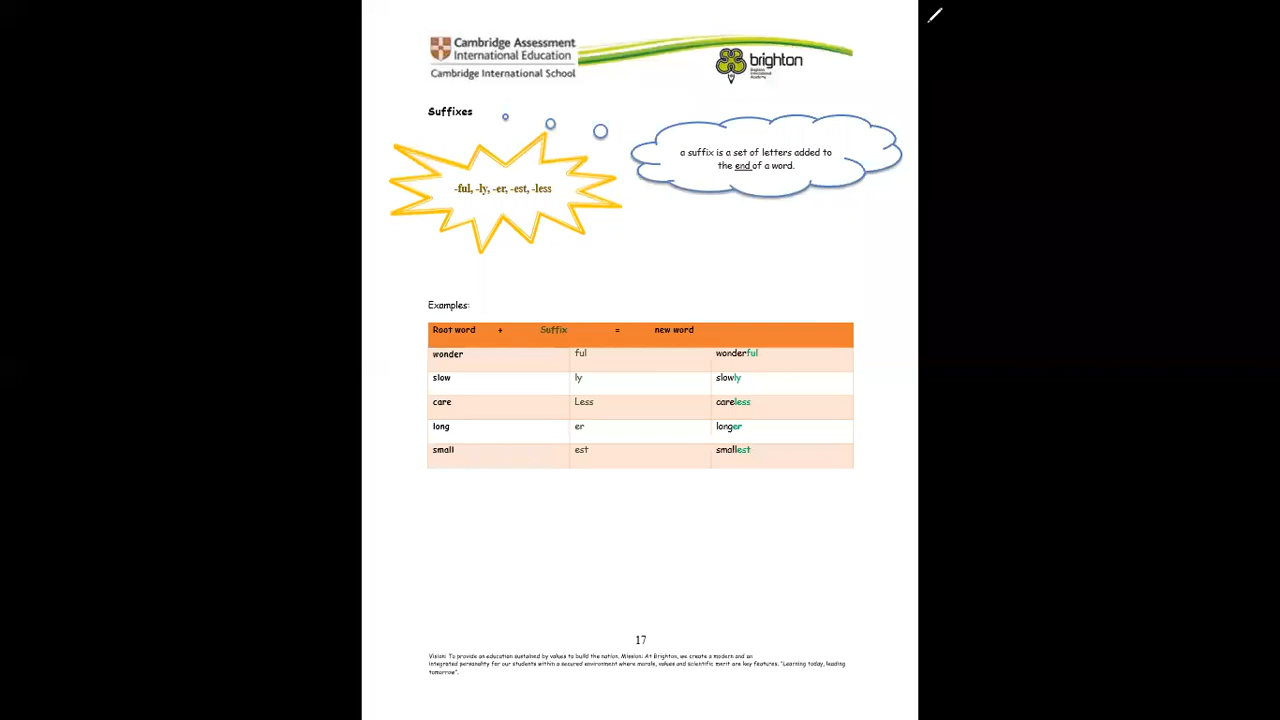 Cambridge Assessment
International Education
Cambridge International School
brighton
Brighton
International
Academy
Suffixes
a suffix is a set of letters added to
the end of a word.
-ful, -ly, -er, -est, -less
Examples:
Root word + Suffix = new word
wonder ful wonderful
slow ly slowly
care Less careless
long er longer
small est smallest
17
Vision: To provide an education sustained by values to build the nation. Mission: At Brighton, we create a modern and an
integrated personality for our students within a secured environment where morale, values and scientific merit are key features. "Learning today, leading
tomorrow".